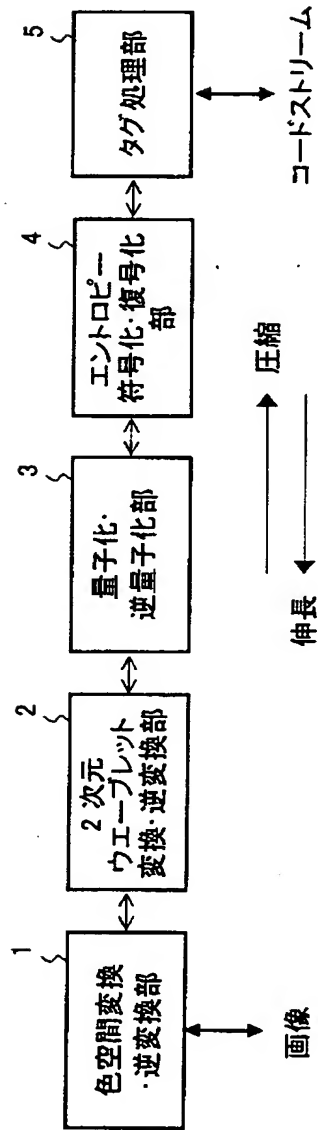 1
色空間変換
・逆変換部
画像
2
2 次元
ウエーブレット
変換・逆変換部
3
量子化・
逆量子化部
4
エントロピー
符号化・復号化
部
5
タグ処理部
コードストリーム
圧縮
伸長